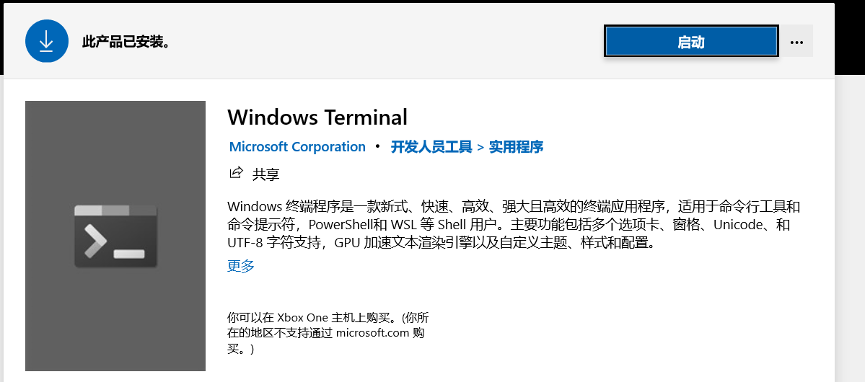 此产品已安装。
启动
Windows Terminal
Microsoft Corporation • 开发人员工具 > 实用程序
共享
Windows 终端程序是一款新式、快速、高效、强大且高效的终端应用程序，适用于命令行工具和
命令提示符，PowerShell和 WSL 等 Shell 用户。主要功能包括多个选项卡、窗格、Unicode、和
UTF-8 字符支持，GPU 加速文本渲染引擎以及自定义主题、样式和配置。
更多
你可以在 Xbox One 主机上购买。(你所
在的地区不支持通过 microsoft.com 购
买。)